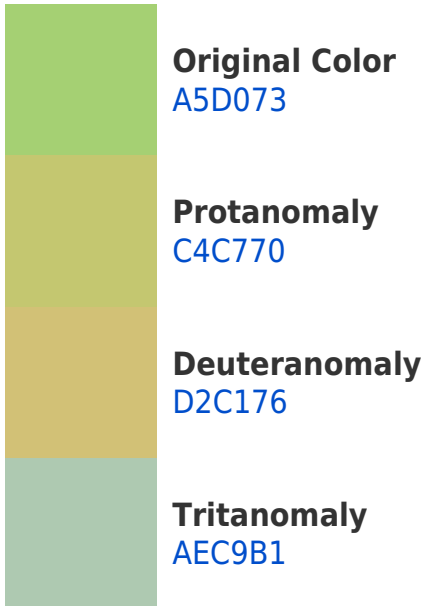 Original Color
A5D073
Protanomaly
C4C770
Deuteranomaly
D2C176
Tritanomaly
AEC9B1